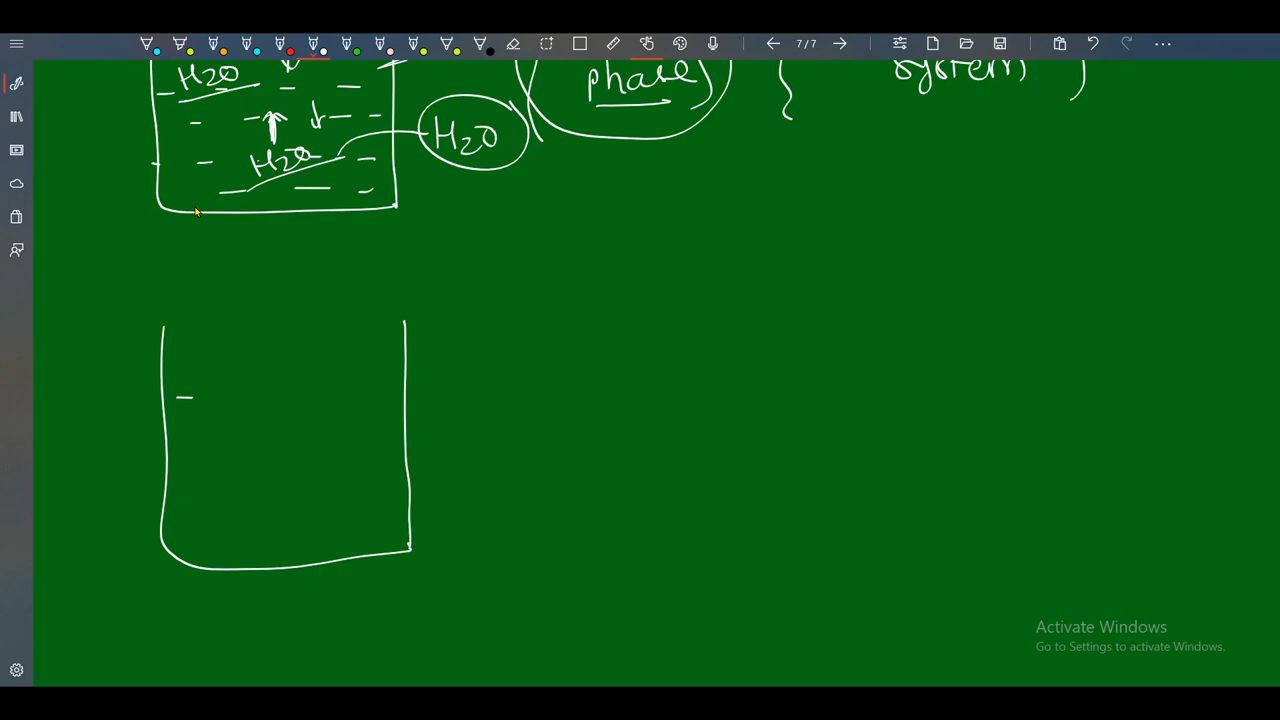 7/7
H2O
phase
system
H2O
H2O
Activate Windows
Go to Settings to activate Windows.